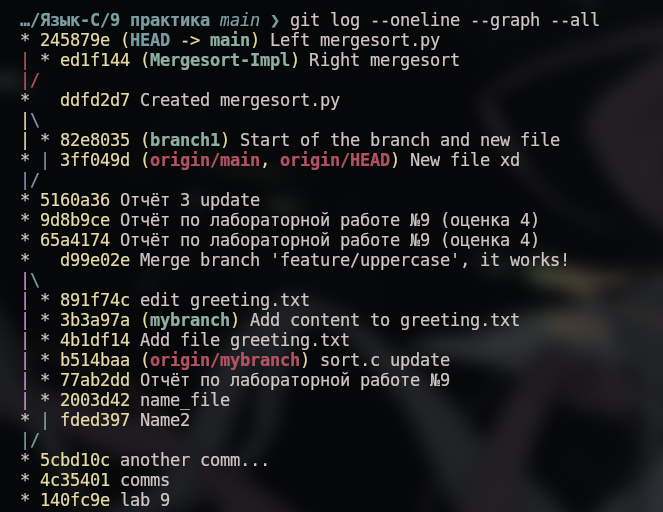 …/Язык-C/9 практика main ❯ git log --oneline --graph --all
* 245879e (HEAD -> main) Left mergesort.py
| * ed1f144 (Mergesort-Impl) Right mergesort
|/
*   ddfd2d7 Created mergesort.py
|\
| * 82e8035 (branch1) Start of the branch and new file
* | 3ff049d (origin/main, origin/HEAD) New file xd
|/
* 5160a36 Отчёт 3 update
* 9d8b9ce Отчёт по лабораторной работе №9 (оценка 4)
* 65a4174 Отчёт по лабораторной работе №9 (оценка 4)
*   d99e02e Merge branch 'feature/uppercase', it works!
|\
| * 891f74c edit greeting.txt
| * 3b3a97a (mybranch) Add content to greeting.txt
| * 4b1df14 Add file greeting.txt
| * b514baa (origin/mybranch) sort.c update
| * 77ab2dd Отчёт по лабораторной работе №9
| * 2003d42 name_file
* | fded397 Name2
|/
* 5cbd10c another comm...
* 4c35401 comms
* 140fc9e lab 9